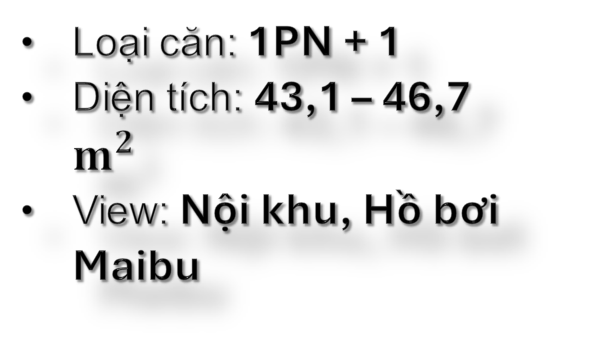 • Loại căn: 1PN + 1
• Diện tích: 43,1 – 46,7
m²
• View: Nội khu, Hồ bơi
Maibu